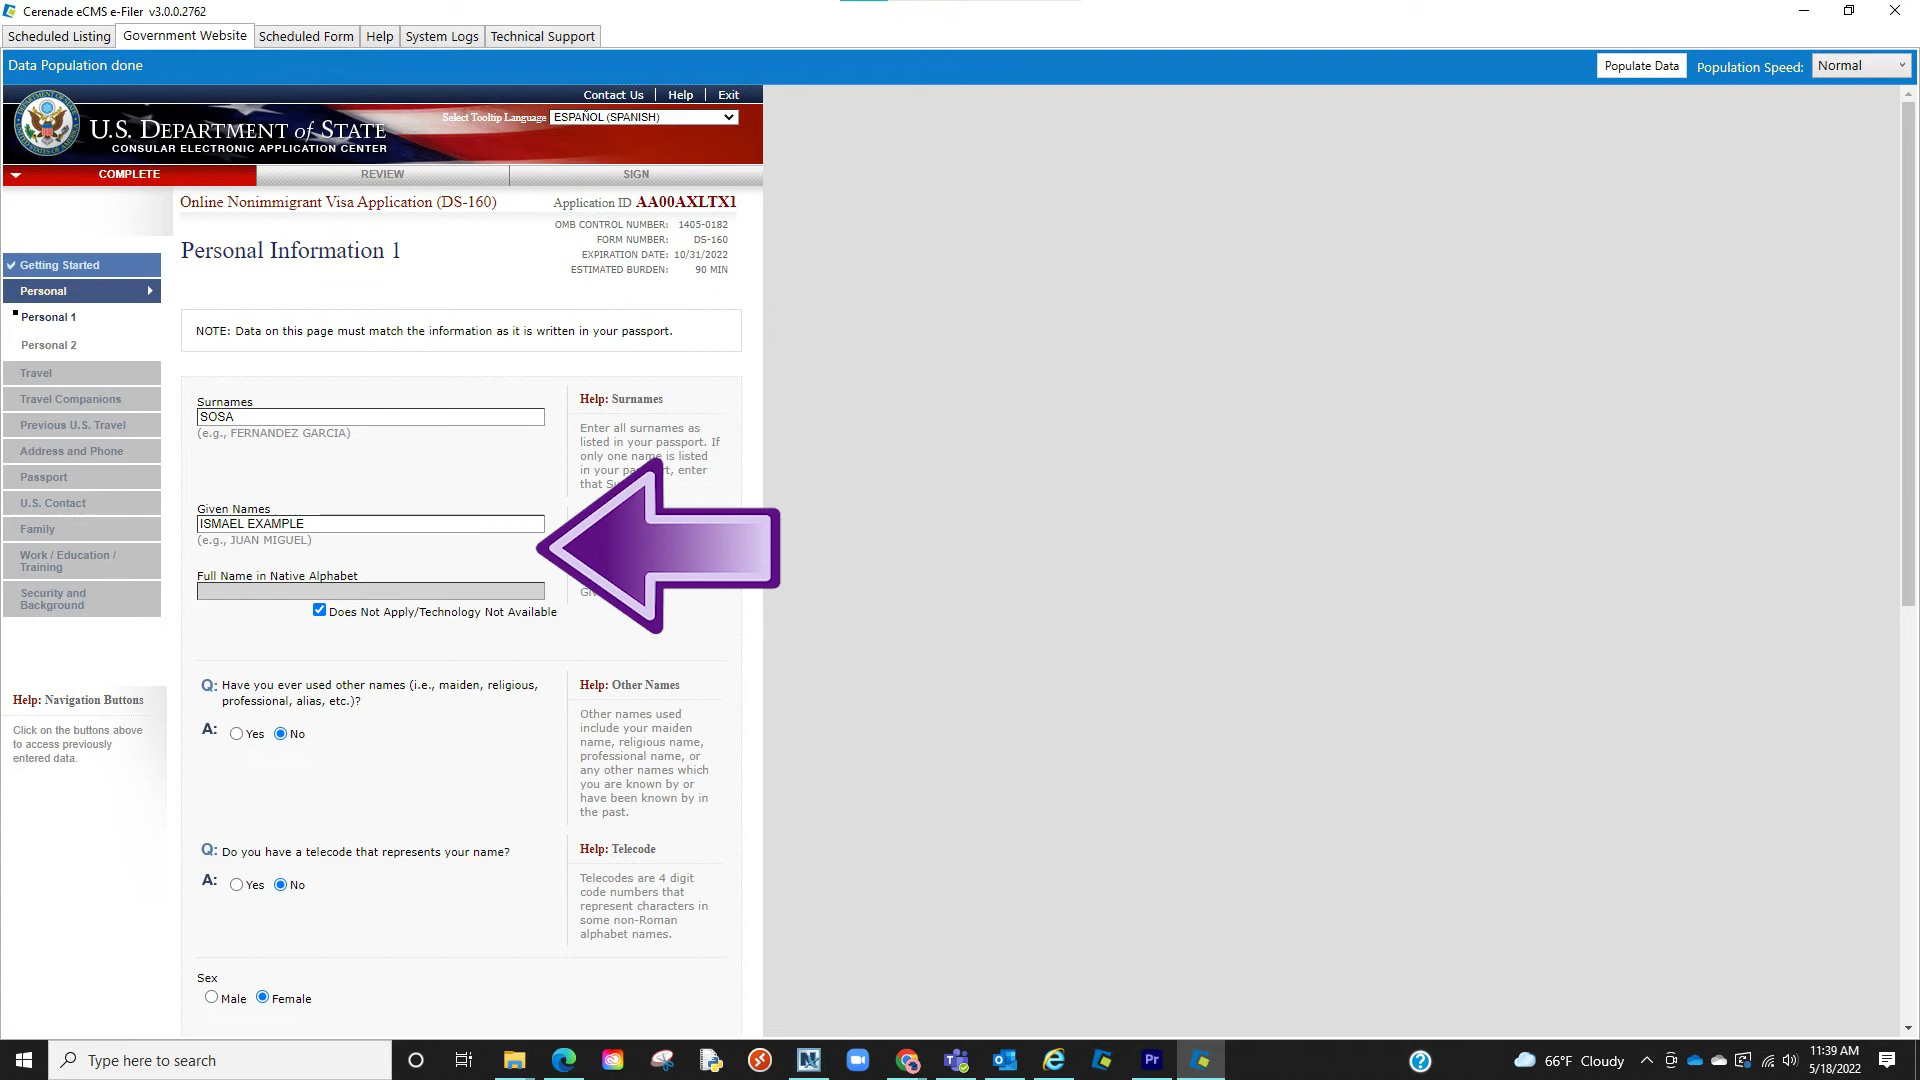 Cerenade eCMS e-Filer v3.0.0.2762
Scheduled Listing Government Website Scheduled Form Help System Logs Technical Support
Data Population done Populate Data Population Speed: Normal
Contact Us | Help | Exit
Select Tooltip Language ESPAÑOL (SPANISH)
U.S. DEPARTMENT of STATE
CONSULAR ELECTRONIC APPLICATION CENTER
COMPLETE REVIEW SIGN
Online Nonimmigrant Visa Application (DS-160) Application ID AA00AXLTX1
OMB CONTROL NUMBER: 1405-0182
FORM NUMBER: DS-160
EXPIRATION DATE: 10/31/2022
ESTIMATED BURDEN: 90 MIN
Personal Information 1
Getting Started
Personal
Personal 1
Personal 2
Travel
Travel Companions
Previous U.S. Travel
Address and Phone
Passport
U.S. Contact
Family
Work / Education /
Training
Security and
Background
Help: Navigation Buttons
Click on the buttons above
to access previously
entered data.
NOTE: Data on this page must match the information as it is written in your passport.
Surnames
SOSA
(e.g., FERNANDEZ GARCIA)
Help: Surnames
Enter all surnames as
listed in your passport. If
only one name is listed
in your pa t, enter
that Su
Given Names
ISMAEL EXAMPLE
(e.g., JUAN MIGUEL)
Full Name in Native Alphabet
Does Not Apply/Technology Not Available
Q: Have you ever used other names (i.e., maiden, religious,
professional, alias, etc.)?
A: Yes No
Help: Other Names
Other names used
include your maiden
name, religious name,
professional name, or
any other names which
you are known by or
have been known by in
the past.
Q: Do you have a telecode that represents your name?
A: Yes No
Help: Telecode
Telecodes are 4 digit
code numbers that
represent characters in
some non-Roman
alphabet names.
Sex
Male Female
Type here to search
Pr
66°F Cloudy
11:39 AM
5/18/2022